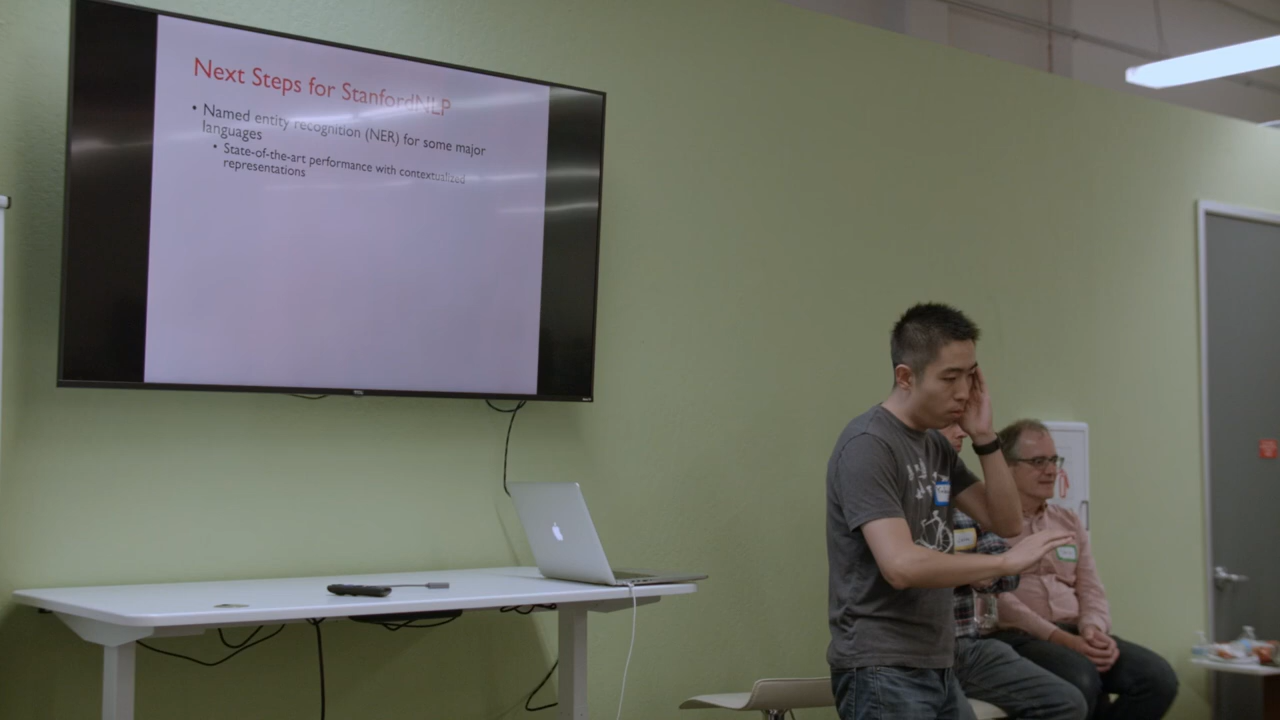 Next Steps for StanfordNLP
• Named entity recognition (NER) for some major
languages
• State-of-the-art performance with contextualized
representations